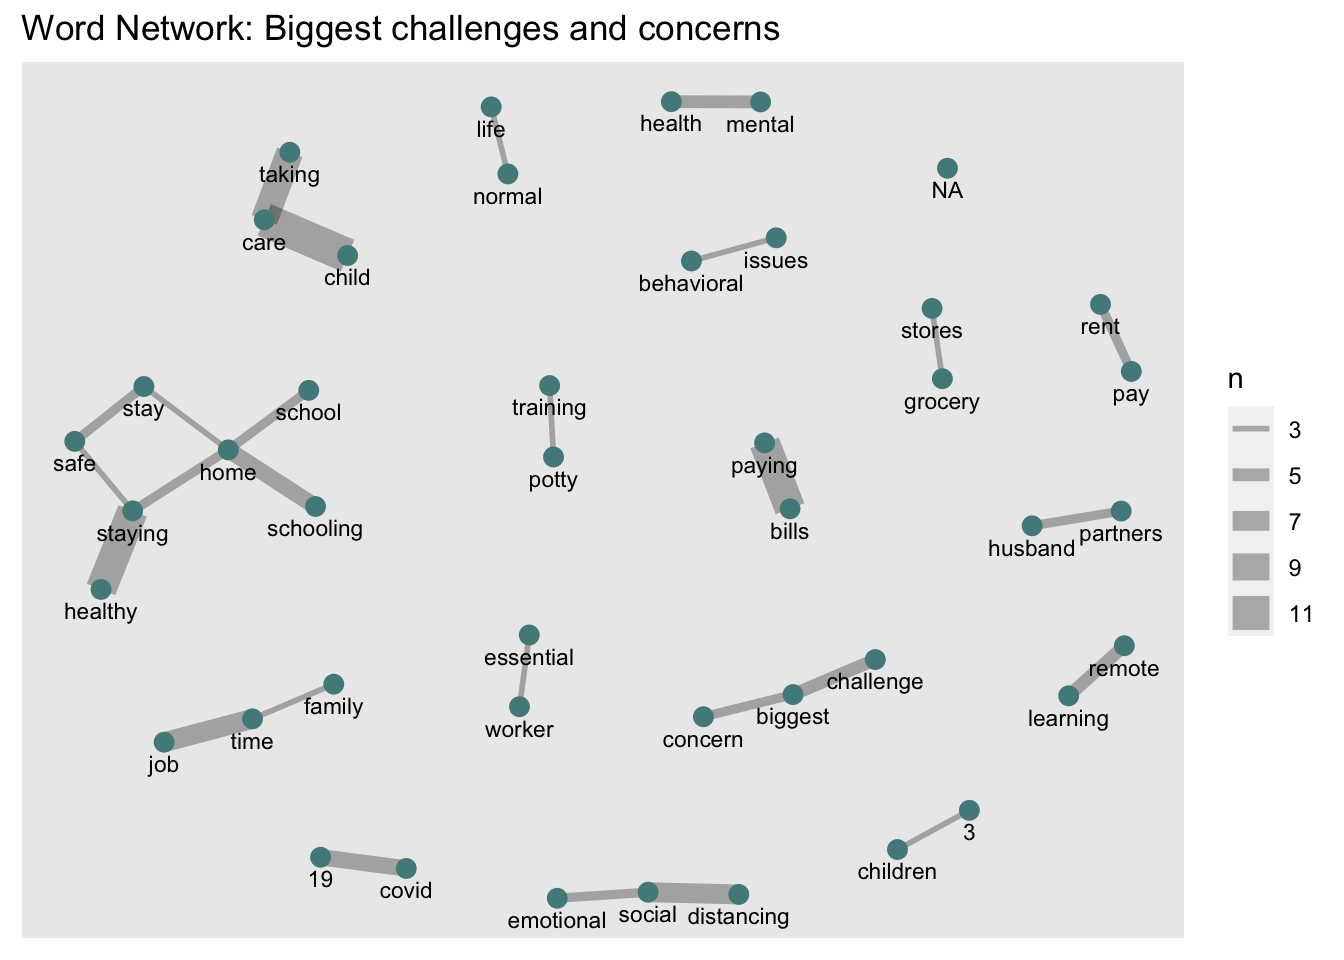 Word Network: Biggest challenges and concerns
life
health
mental
taking
NA
normal
care
issues
child
behavioral
stores
rent
pay
grocery
stay
school
training
safe
home
paying
potty
schooling
staying
bills
husband
partners
healthy
essential
remote
challenge
family
biggest
learning
worker
concern
time
job
3
children
19
covid
emotional
social
distancing
n
3
5
7
9
11